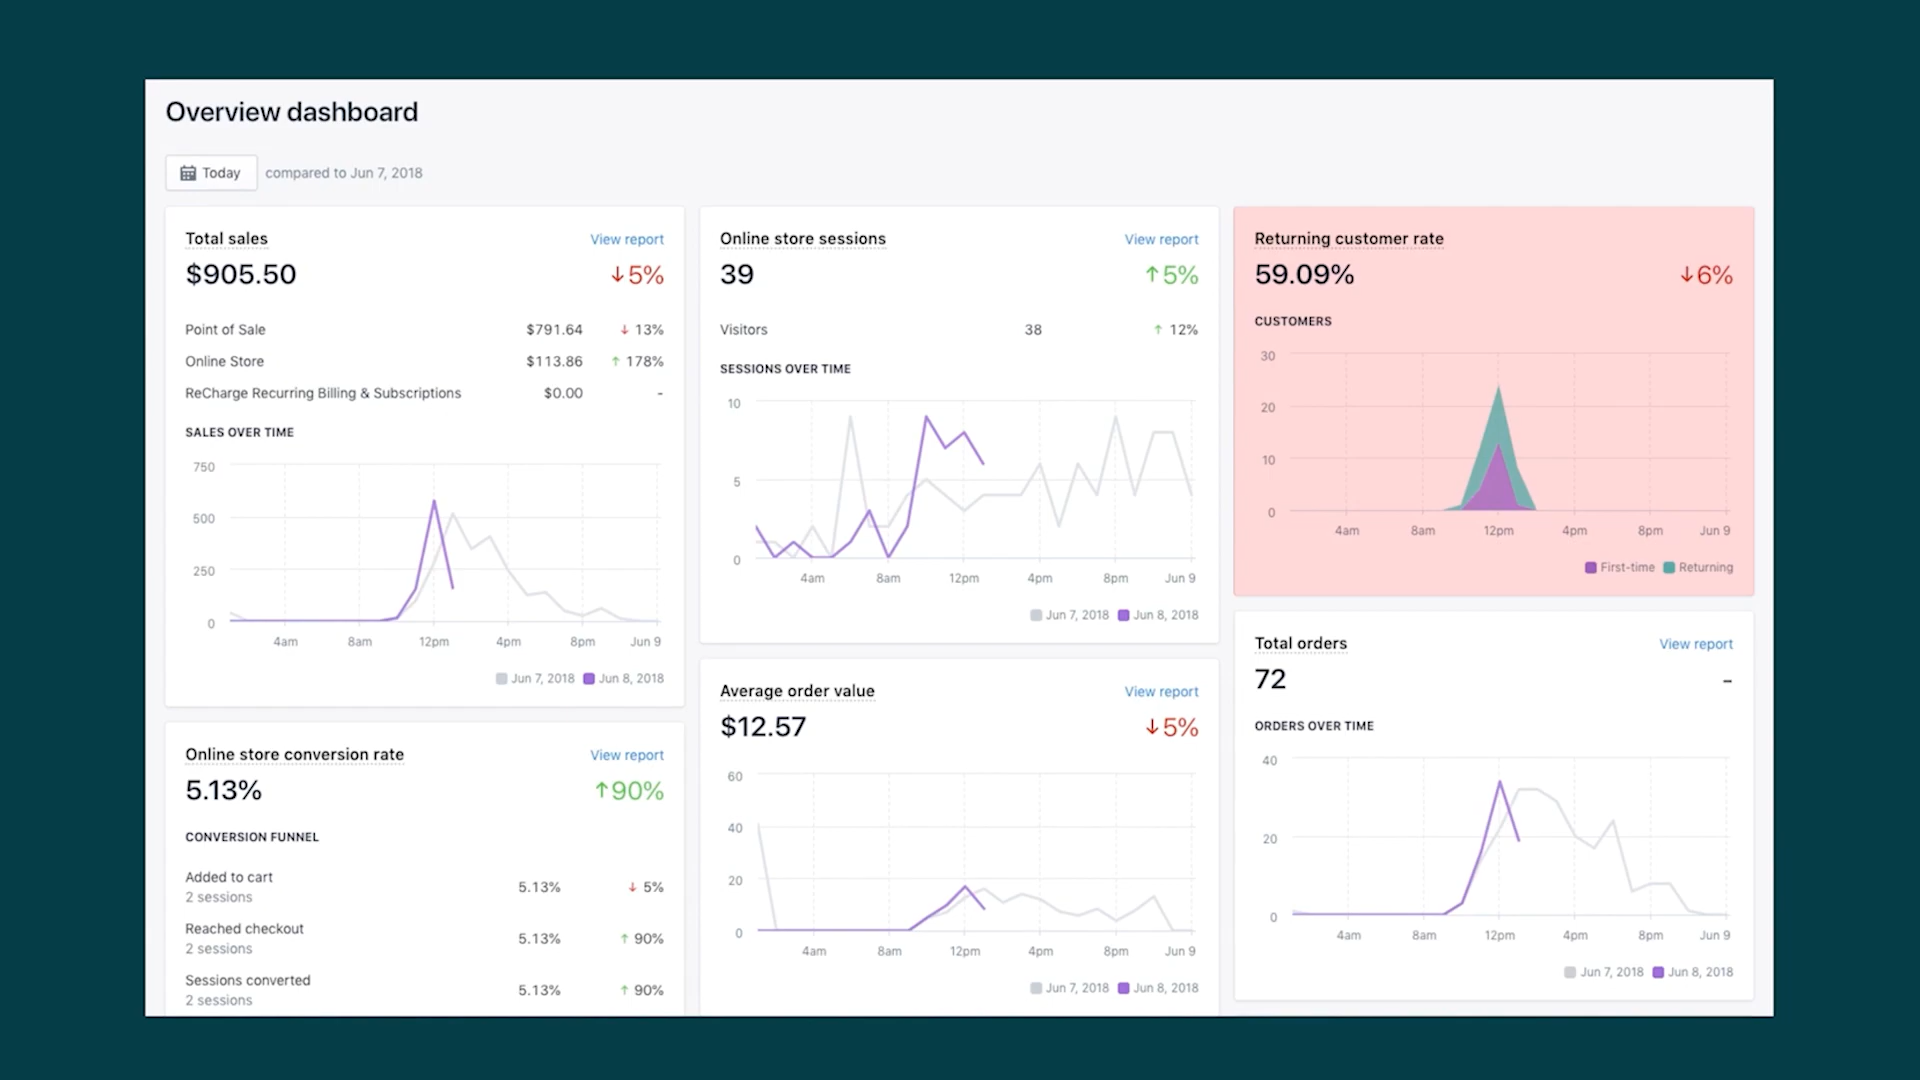 Overview dashboard
Today compared to Jun 7, 2018
Total sales View report
$905.50 ↓5%
Point of Sale $791.64 ↓ 13%
Online Store $113.86 ↑ 178%
ReCharge Recurring Billing & Subscriptions $0.00 -
SALES OVER TIME
750
500
250
0
4am 8am 12pm 4pm 8pm Jun 9
Jun 7, 2018 Jun 8, 2018
Online store conversion rate View report
5.13% ↑90%
CONVERSION FUNNEL
Added to cart 5.13% ↓ 5%
2 sessions
Reached checkout 5.13% ↑ 90%
2 sessions
Sessions converted 5.13% ↑ 90%
2 sessions
Online store sessions View report
39 ↑5%
Visitors 38 ↑ 12%
SESSIONS OVER TIME
10
5
0
4am 8am 12pm 4pm 8pm Jun 9
Jun 7, 2018 Jun 8, 2018
Average order value View report
$12.57 ↓5%
60
40
20
0
4am 8am 12pm 4pm 8pm Jun 9
Jun 7, 2018 Jun 8, 2018
Returning customer rate
59.09% ↓6%
CUSTOMERS
30
20
10
0
4am 8am 12pm 4pm 8pm Jun 9
First-time Returning
Total orders View report
72 -
ORDERS OVER TIME
40
20
0
4am 8am 12pm 4pm 8pm Jun 9
Jun 7, 2018 Jun 8, 2018